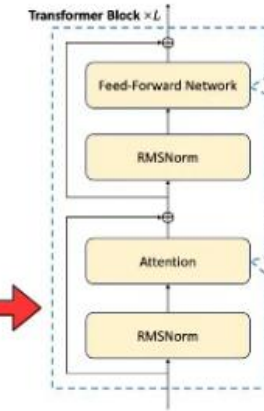 Transformer Block ×L
Feed-Forward Network
RMSNorm
Attention
RMSNorm